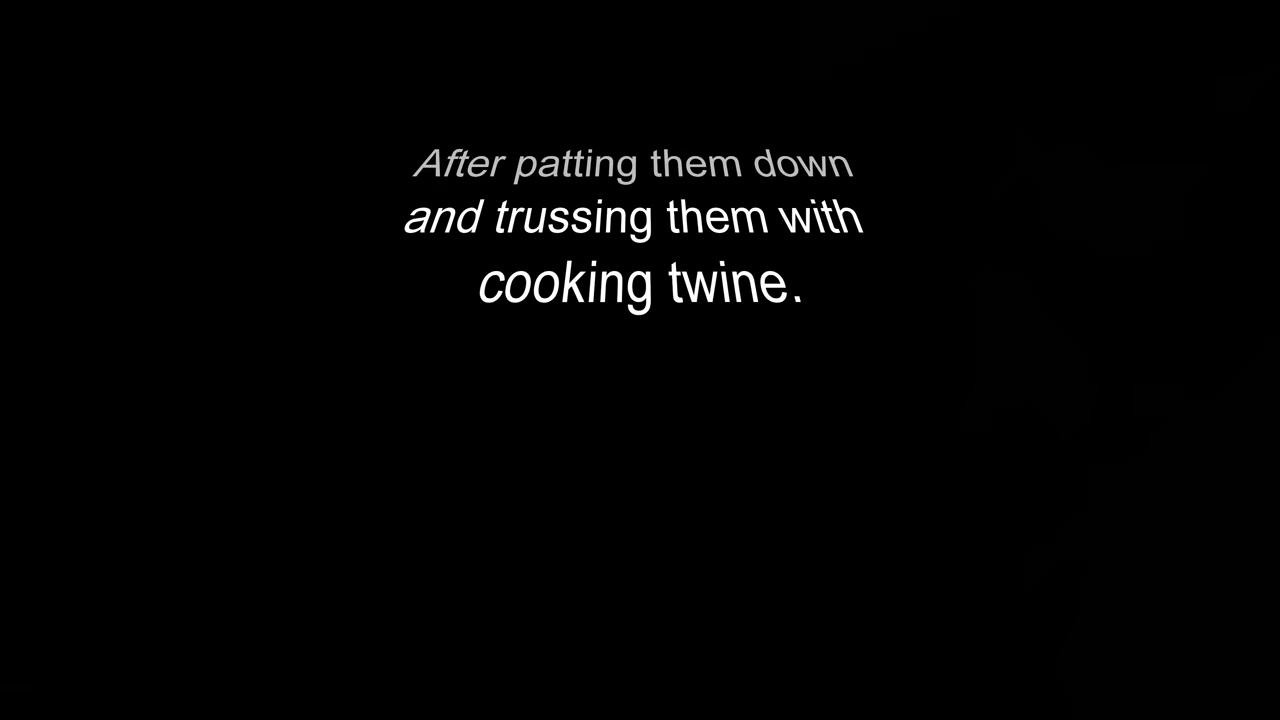 After patting them down
and trussing them with
cooking twine.